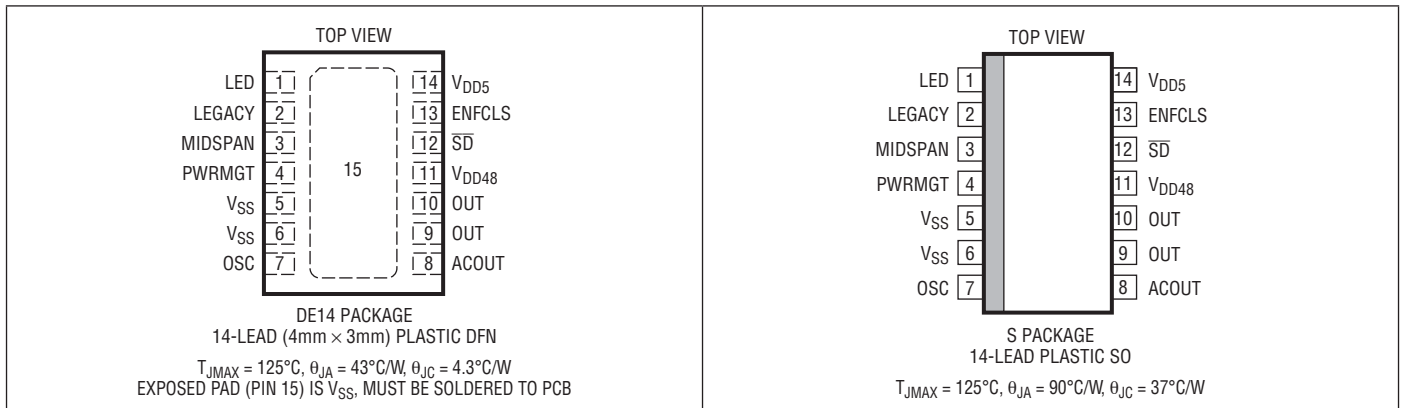 TOP VIEW
LED 1 14 VDD5
LEGACY 2 13 ENFCLS
MIDSPAN 3 12 S̅D̅
PWRMGT 4 15 11 VDD48
VSS 5 10 OUT
VSS 6 9 OUT
OSC 7 8 ACOUT
DE14 PACKAGE
14-LEAD (4mm × 3mm) PLASTIC DFN
TJMAX = 125°C, θJA = 43°C/W, θJC = 4.3°C/W
EXPOSED PAD (PIN 15) IS VSS, MUST BE SOLDERED TO PCB
TOP VIEW
LED 1 14 VDD5
LEGACY 2 13 ENFCLS
MIDSPAN 3 12 S̅D̅
PWRMGT 4 11 VDD48
VSS 5 10 OUT
VSS 6 9 OUT
OSC 7 8 ACOUT
S PACKAGE
14-LEAD PLASTIC SO
TJMAX = 125°C, θJA = 90°C/W, θJC = 37°C/W